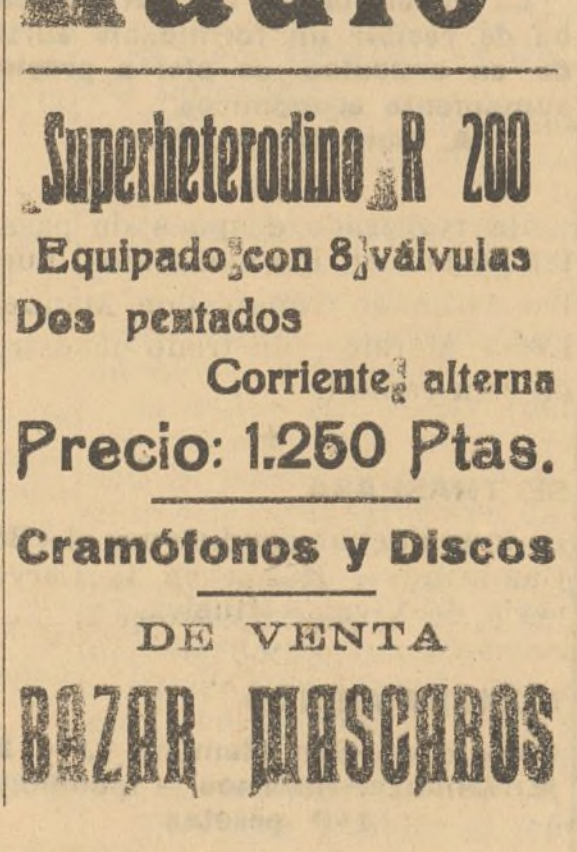 Superheterodino R 200
Equipado con 8 válvulas
Dos pentados
Corriente alterna
Precio: 1.250 Ptas.
Cramófonos y Discos
DE VENTA
BAZAR MASCAROS